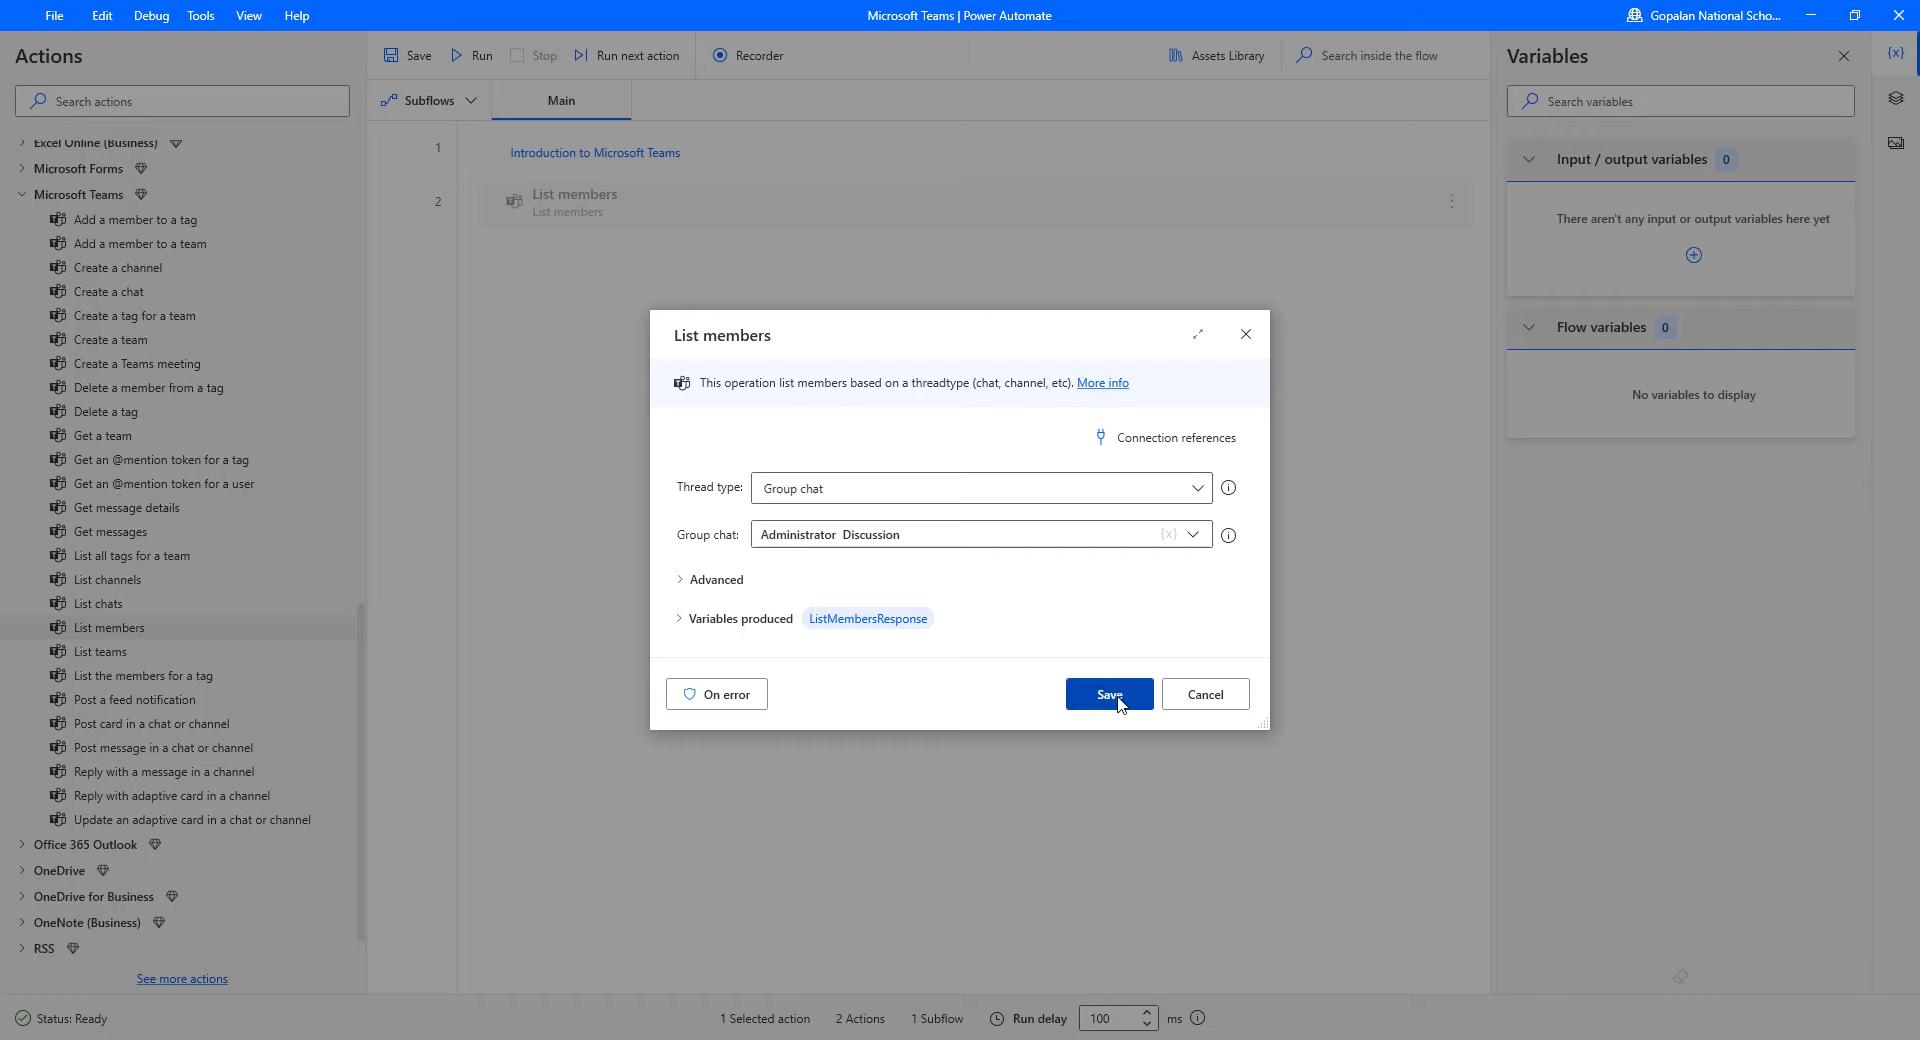 File Edit Debug Tools View Help
Microsoft Teams | Power Automate
Gopalan National Scho...
Actions
Search actions
Excel Online (Business)
Microsoft Forms
Microsoft Teams
Add a member to a tag
Add a member to a team
Create a channel
Create a chat
Create a tag for a team
Create a team
Create a Teams meeting
Delete a member from a tag
Delete a tag
Get a team
Get an @mention token for a tag
Get an @mention token for a user
Get message details
Get messages
List all tags for a team
List channels
List chats
List members
List teams
List the members for a tag
Post a feed notification
Post card in a chat or channel
Post message in a chat or channel
Reply with a message in a channel
Reply with adaptive card in a channel
Update an adaptive card in a chat or channel
Office 365 Outlook
OneDrive
OneDrive for Business
OneNote (Business)
RSS
See more actions
Save Run Stop Run next action Recorder Assets Library Search inside the flow
Subflows Main
1 Introduction to Microsoft Teams
2 List members
List members
List members
This operation list members based on a threadtype (chat, channel, etc). More info
Connection references
Thread type: Group chat
Group chat: Administrator Discussion {x}
Advanced
Variables produced ListMembersResponse
On error Save Cancel
Variables
{x}
Search variables
Input / output variables 0
There aren't any input or output variables here yet
Flow variables 0
No variables to display
Status: Ready 1 Selected action 2 Actions 1 Subflow Run delay 100 ms